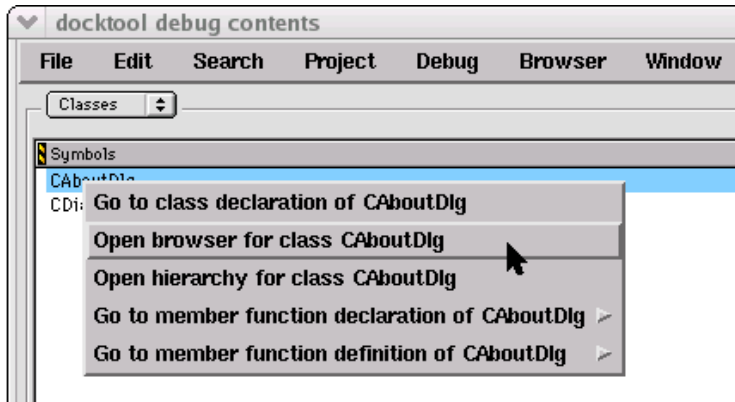 docktool debug contents
File Edit Search Project Debug Browser Window
Classes
Symbols
CAboutDlg
Go to class declaration of CAboutDlg
Open browser for class CAboutDlg
Open hierarchy for class CAboutDlg
Go to member function declaration of CAboutDlg
Go to member function definition of CAboutDlg